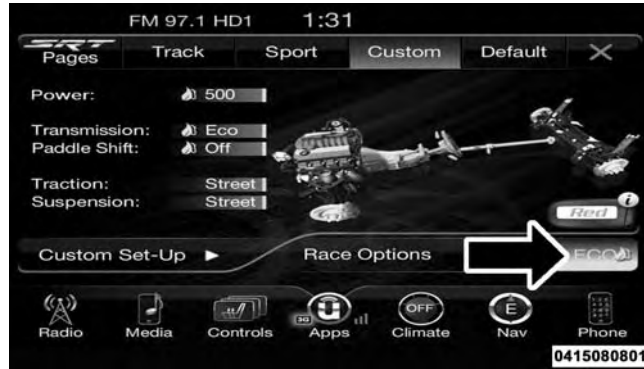 FM 97.1 HD1 1:31
SRT Pages Track Sport Custom Default
Power: 500
Transmission: Eco
Paddle Shift: Off
Traction: Street
Suspension: Street
i
Red
Custom Set-Up Race Options ECO
3G OFF E
Radio Media Controls Apps Climate Nav Phone
0415080801